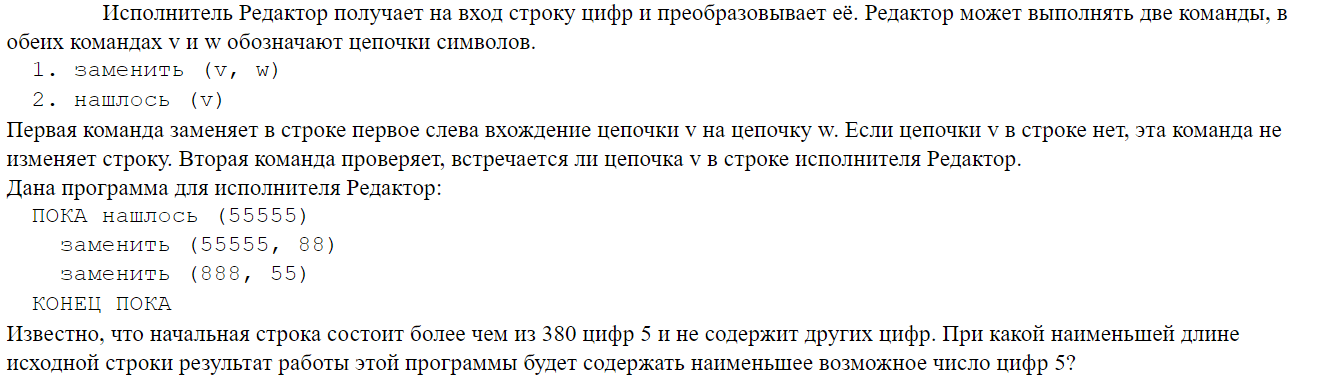 Исполнитель Редактор получает на вход строку цифр и преобразовывает её. Редактор может выполнять две команды, в
обеих командах v и w обозначают цепочки символов.
1. заменить (v, w)
2. нашлось (v)
Первая команда заменяет в строке первое слева вхождение цепочки v на цепочку w. Если цепочки v в строке нет, эта команда не
изменяет строку. Вторая команда проверяет, встречается ли цепочка v в строке исполнителя Редактор.
Дана программа для исполнителя Редактор:
ПОКА нашлось (55555)
заменить (55555, 88)
заменить (888, 55)
КОНЕЦ ПОКА
Известно, что начальная строка состоит более чем из 380 цифр 5 и не содержит других цифр. При какой наименьшей длине
исходной строки результат работы этой программы будет содержать наименьшее возможное число цифр 5?